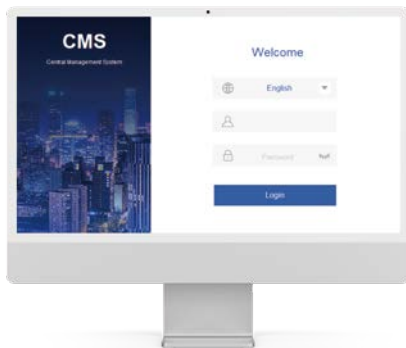 CMS
Central Management System
Welcome
English
Password
Login